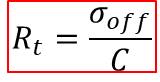 R_t = σ_off / C